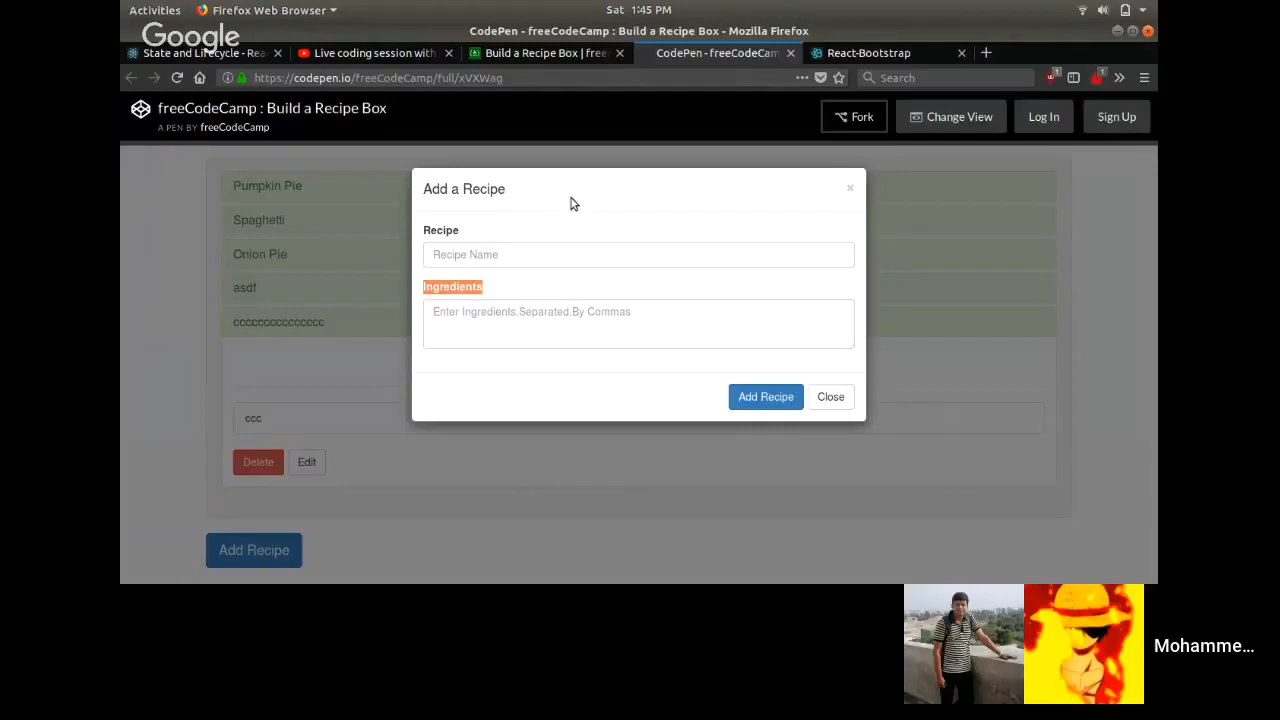 Activities
Firefox Web Browser
Sat 1:45 PM
Google
CodePen - freeCodeCamp : Build a Recipe Box - Mozilla Firefox
State and Lifecycle - Rea
Live coding session with
Build a Recipe Box | free
CodePen - freeCodeCam
React-Bootstrap
https://codepen.io/freeCodeCamp/full/xVXWag
Search
1
1
freeCodeCamp : Build a Recipe Box
A PEN BY freeCodeCamp
Fork
Change View
Log In
Sign Up
Pumpkin Pie
Spaghetti
Onion Pie
asdf
ccccccccccccccc
ccc
Delete
Edit
Add Recipe
Add a Recipe
×
Recipe
Recipe Name
Ingredients
Enter Ingredients,Separated,By Commas
Add Recipe
Close
Mohamme...